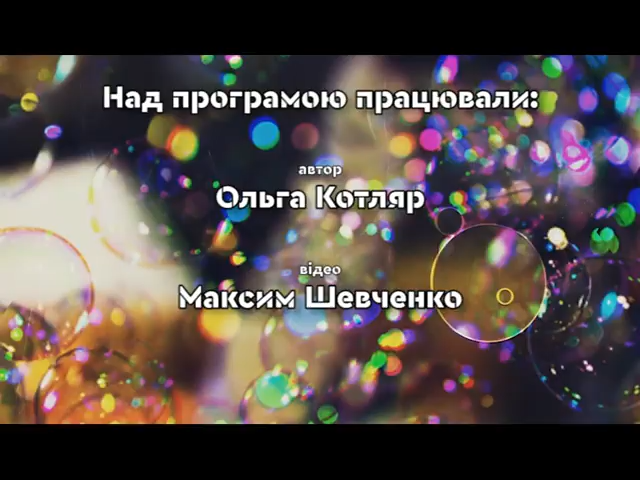 Над програмою працювали:
автор
Ольга Котляр
відео
Максим Шевченко